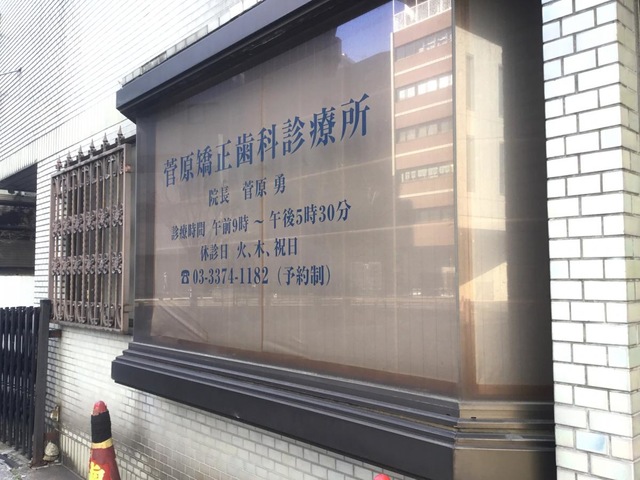 菅原矯正歯科診療所
院長 菅原 勇
診療時間 午前9時～午後5時30分
休診日 火、木、祝日
☎03-3374-1182（予約制）